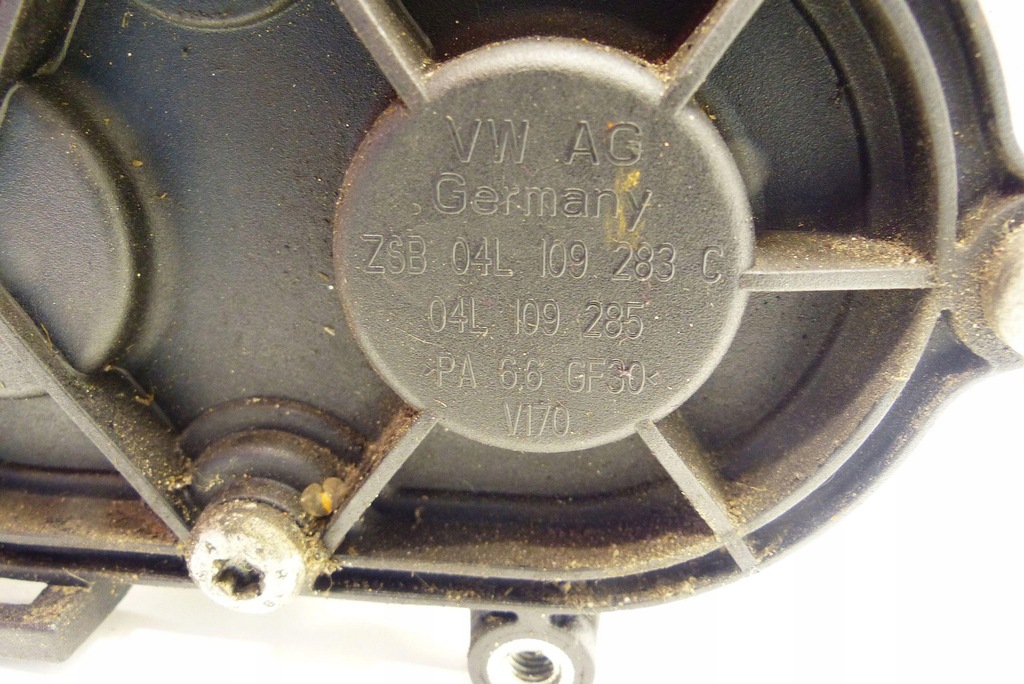 VW AG
Germany
ZSB 04L 109 283 C
04L 109 285
>PA 6.6 GF30<
V170